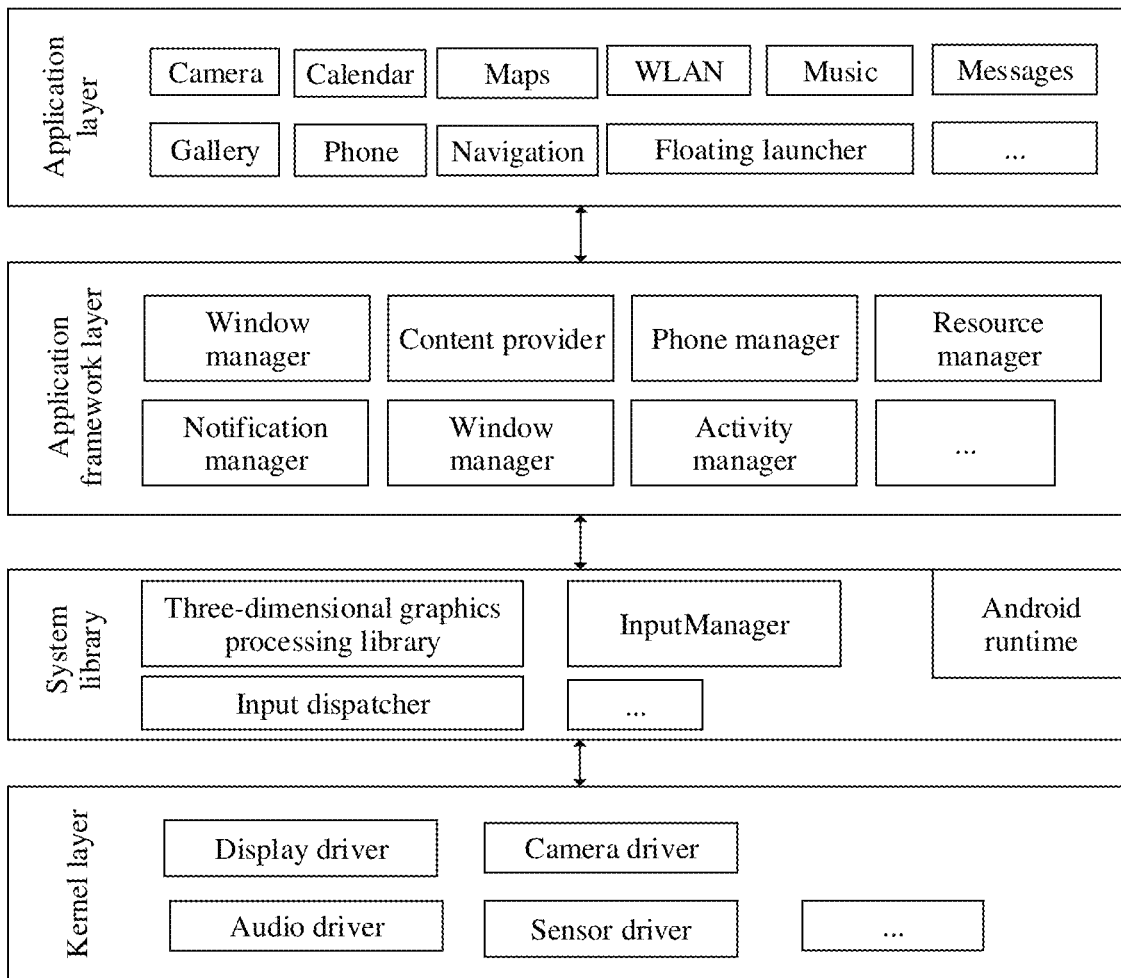 Application
layer
Camera
Calendar
Maps
WLAN
Music
Messages
Gallery
Phone
Navigation
Floating launcher
...
Application
framework layer
Window
manager
Content provider
Phone manager
Resource
manager
Notification
manager
Window
manager
Activity
manager
...
System
library
Three-dimensional graphics
processing library
InputManager
Android
runtime
Input dispatcher
...
Kernel layer
Display driver
Camera driver
Audio driver
Sensor driver
...